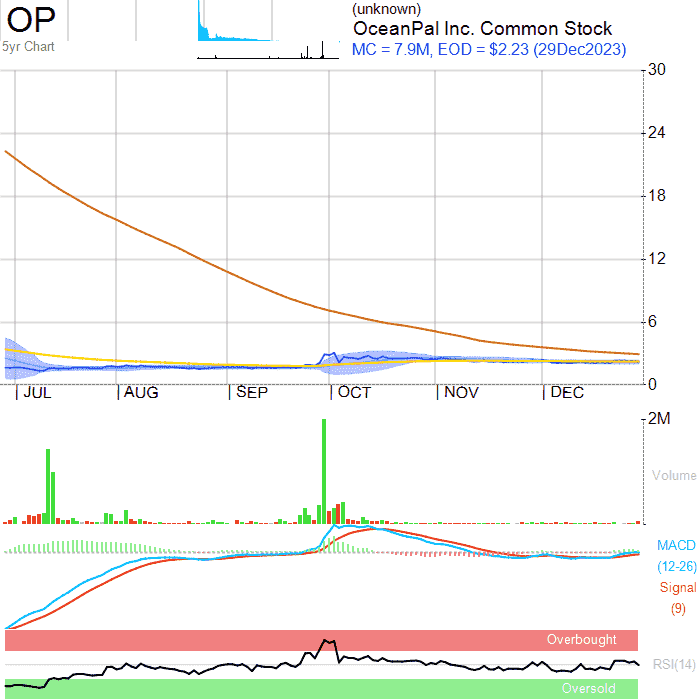 OP
5yr Chart
(unknown)
OceanPal Inc. Common Stock
MC = 7.9M, EOD = $2.23 (29Dec2023)
30
24
18
12
6
0
JUL AUG SEP OCT NOV DEC
2M
Volume
MACD
(12-26)
Signal
(9)
Overbought
RSI(14)
Oversold